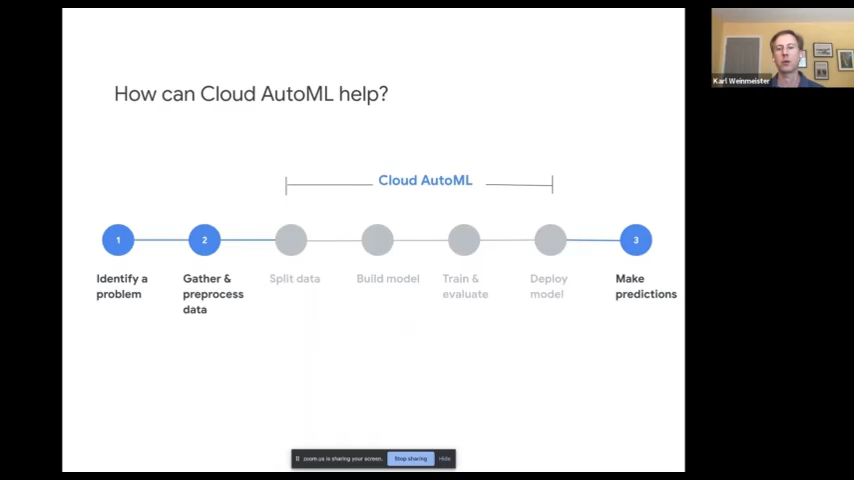 How can Cloud AutoML help?
Karl Weinmeister
Cloud AutoML
1
2
3
Identify a
problem
Gather &
preprocess
data
Split data
Build model
Train &
evaluate
Deploy
model
Make
predictions
zoom.us is sharing your screen.
Stop sharing
Hide